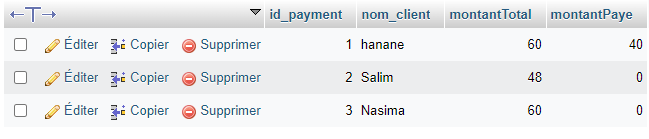 id_payment nom_client montantTotal montantPaye
Éditer Copier Supprimer 1 hanane 60 40
Éditer Copier Supprimer 2 Salim 48 0
Éditer Copier Supprimer 3 Nasima 60 0